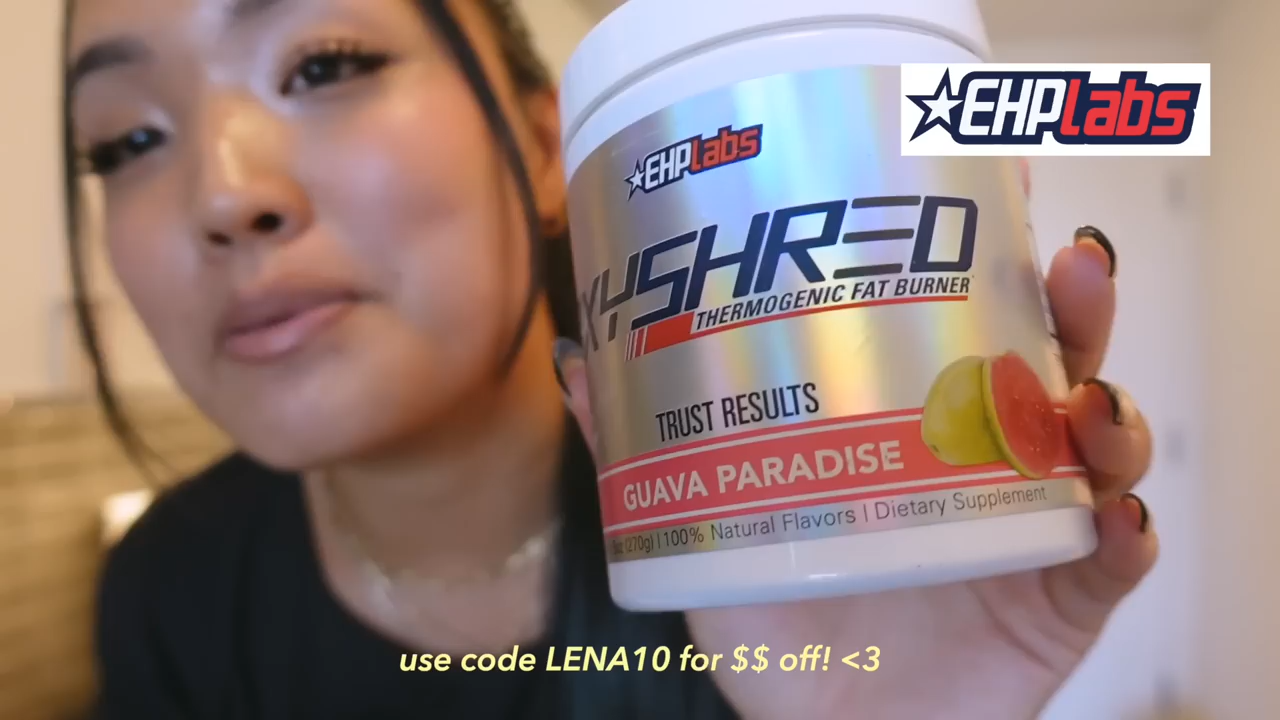 EHPlabs
EHPlabs
XYSHRED
THERMOGENIC FAT BURNER
TRUST RESULTS
GUAVA PARADISE
(270g) | 100% Natural Flavors | Dietary Supplement
use code LENA10 for $$ off! <3